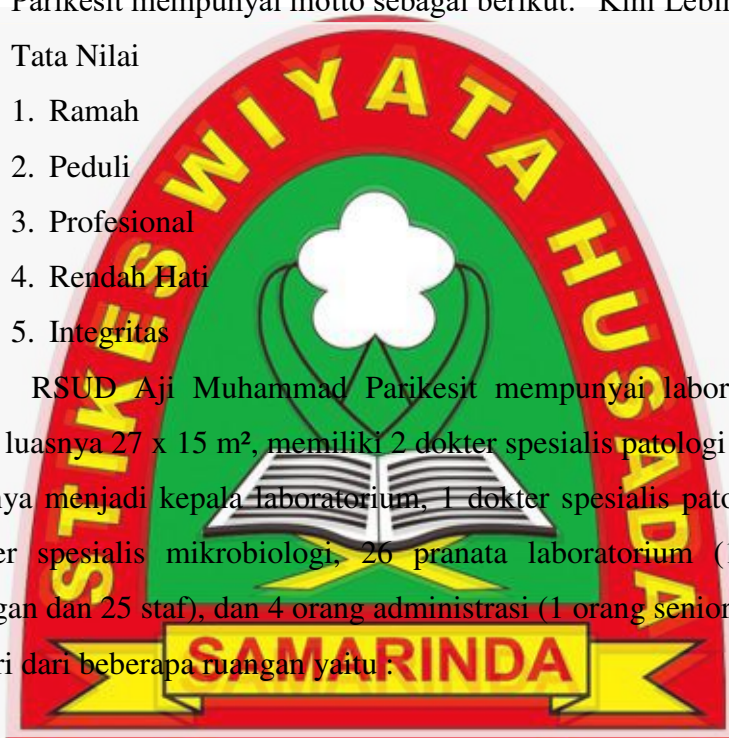 Parikesit mempunyai motto sebagai berikut: "Kini Lebih
Tata Nilai
1. Ramah
2. Peduli
3. Profesional
4. Rendah Hati
5. Integritas
RSUD Aji Muhammad Parikesit mempunyai labor
luasnya 27 x 15 m², memiliki 2 dokter spesialis patologi
nya menjadi kepala laboratorium, 1 dokter spesialis pato
er spesialis mikrobiologi, 26 pranata laboratorium (1
gan dan 25 staf), dan 4 orang administrasi (1 orang senior
ri dari beberapa ruangan yaitu :
STIKES WIYATA HUSADA
SAMARINDA